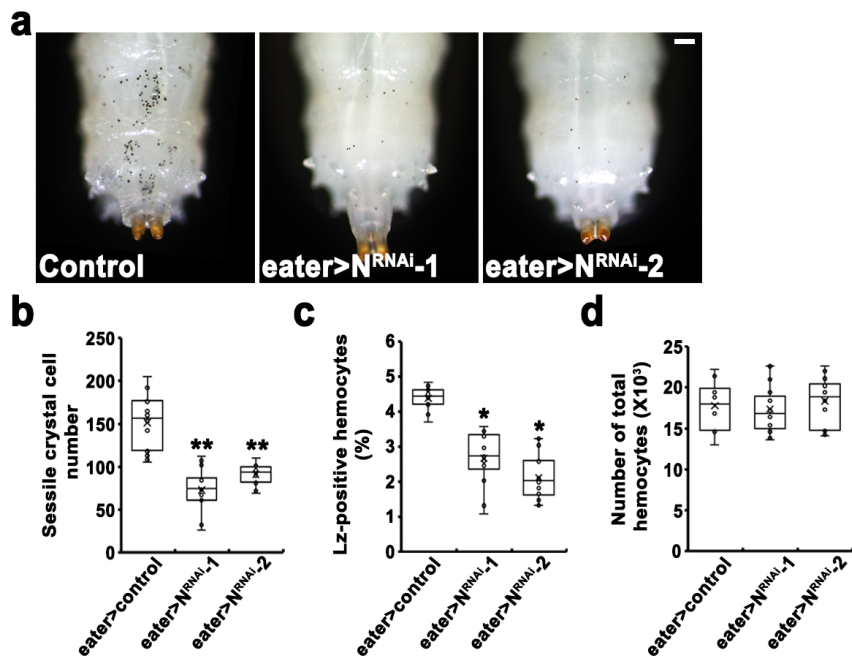 a
Control
eater>N^RNAi-1
eater>N^RNAi-2
b
Sessile crystal cell
number
250
200
150
100
50
0
**
**
eater>control
eater>N^RNAi-1
eater>N^RNAi-2
c
Lz-positive hemocytes
(%)
6
5
4
3
2
1
0
*
*
eater>control
eater>N^RNAi-1
eater>N^RNAi-2
d
Number of total
hemocytes (X10³)
25
20
15
10
5
0
eater>control
eater>N^RNAi-1
eater>N^RNAi-2